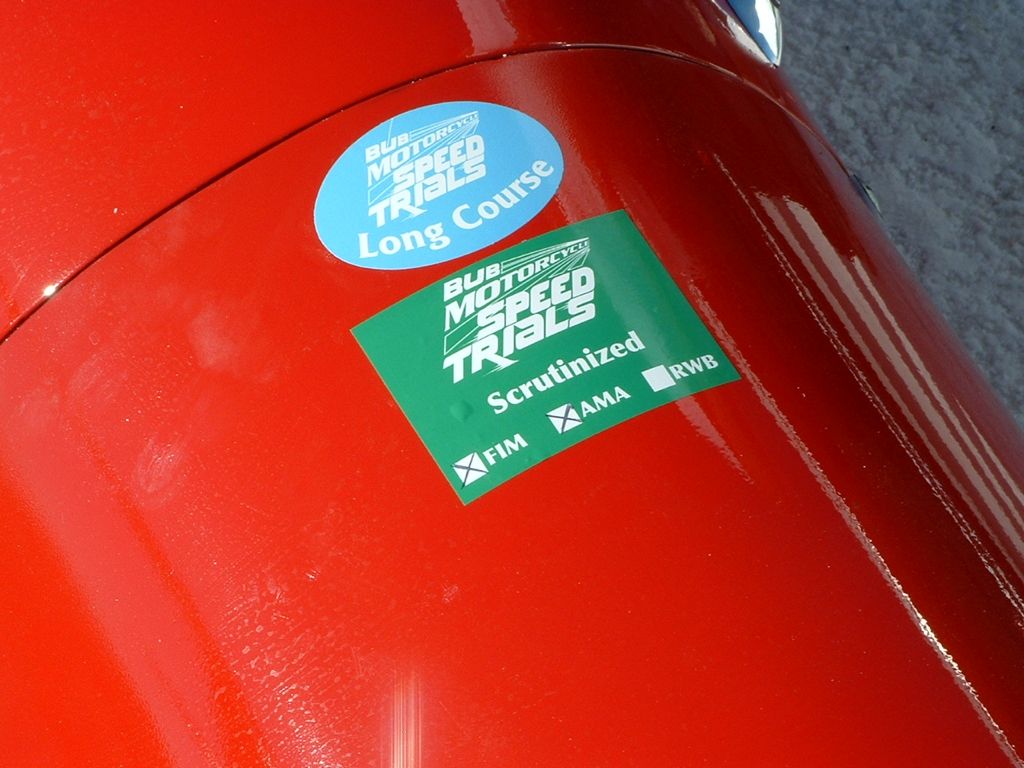 BUB
MOTORCYCLE
SPEED
TRIALS
Long Course
BUB
MOTORCYCLE
SPEED
TRIALS
Scrutinized
FIM AMA RWB